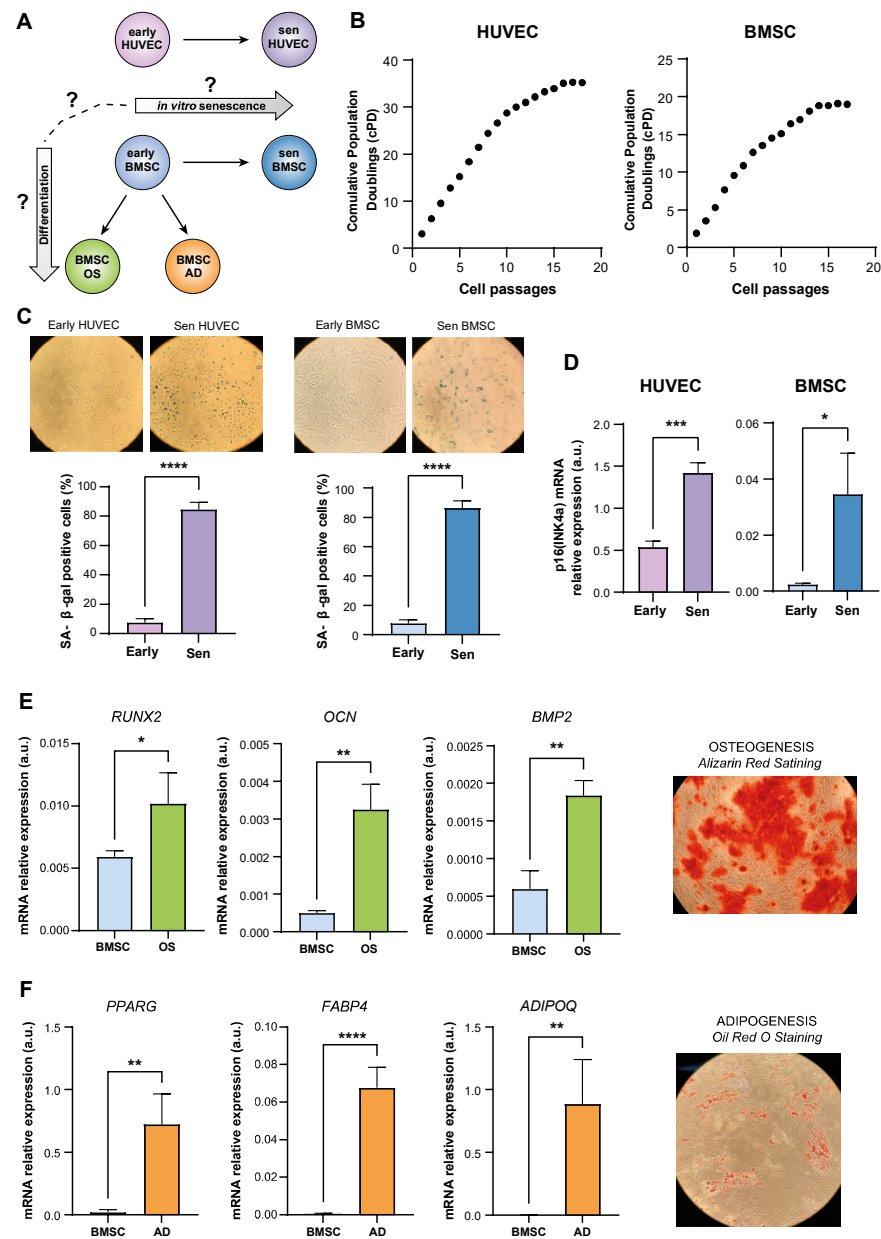 A
early
HUVEC
sen
HUVEC
?
?
in vitro senescence
?
Differentiation
early
BMSC
sen
BMSC
BMSC
OS
BMSC
AD
B
HUVEC
Comulative Population
Doublings (cPD)
40
30
20
10
0
0
5
10
15
20
Cell passages
BMSC
Comulative Population
Doublings (cPD)
25
20
15
10
5
0
0
5
10
15
20
Cell passages
C
Early HUVEC
Sen HUVEC
Early BMSC
Sen BMSC
SA- β -gal positive cells (%)
100
80
60
40
20
0
****
Early
Sen
SA- β -gal positive cells (%)
100
80
60
40
20
0
****
Early
Sen
D
HUVEC
p16(INK4a) mRNA
relative expression (a.u.)
2.0
1.5
1.0
0.5
0.0
***
Early
Sen
BMSC
0.06
0.04
0.02
0.00
*
Early
Sen
E
RUNX2
mRNA relative expression (a.u.)
0.015
0.010
0.005
0.000
*
BMSC
OS
OCN
mRNA relative expression (a.u.)
0.005
0.004
0.003
0.002
0.001
0.000
**
BMSC
OS
BMP2
mRNA relative expression (a.u.)
0.0025
0.0020
0.0015
0.0010
0.0005
0.0000
**
BMSC
OS
OSTEOGENESIS
Alizarin Red Satining
F
PPARG
mRNA relative expression (a.u.)
1.5
1.0
0.5
0.0
**
BMSC
AD
FABP4
mRNA relative expression (a.u.)
0.10
0.08
0.06
0.04
0.02
0.00
****
BMSC
AD
ADIPOQ
mRNA relative expression (a.u.)
1.5
1.0
0.5
0.0
**
BMSC
AD
ADIPOGENESIS
Oil Red O Staining